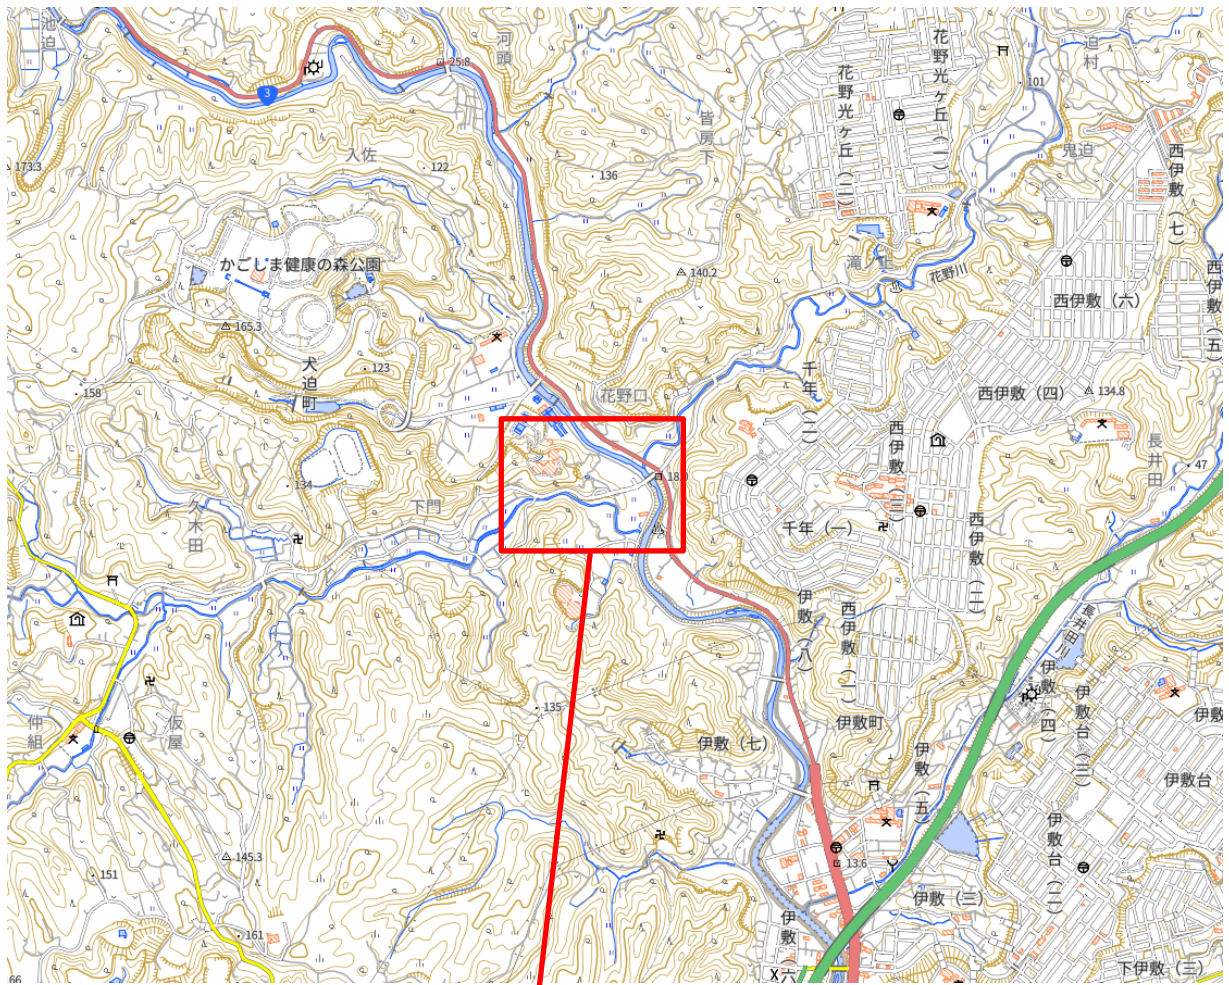 池迫
河頭
25.8
3
花野光ヶ丘(一)
花野光ヶ丘(二)
迫村
101
皆房下
鬼迫
西伊敷(七)
173.3
入佐
122
136
かごしま健康の森公園
140.2
滝ノ上
花野川
西伊敷(六)
西伊敷(五)
165.3
犬迫町
123
158
花野口
千年(二)
西伊敷(四)
134.8
西伊敷(三)
長井田
47
18.0
134
久木田
下門
千年(一)
西伊敷(二)
伊敷(八)
西伊敷(一)
長井田川
135
仲組
仮屋
伊敷(七)
伊敷町
伊敷(四)
伊敷台(三)
伊敷
伊敷(五)
伊敷台
伊敷台(二)
145.3
13.6
151
伊敷(三)
161
伊敷(六
X
下伊敷(三)
66